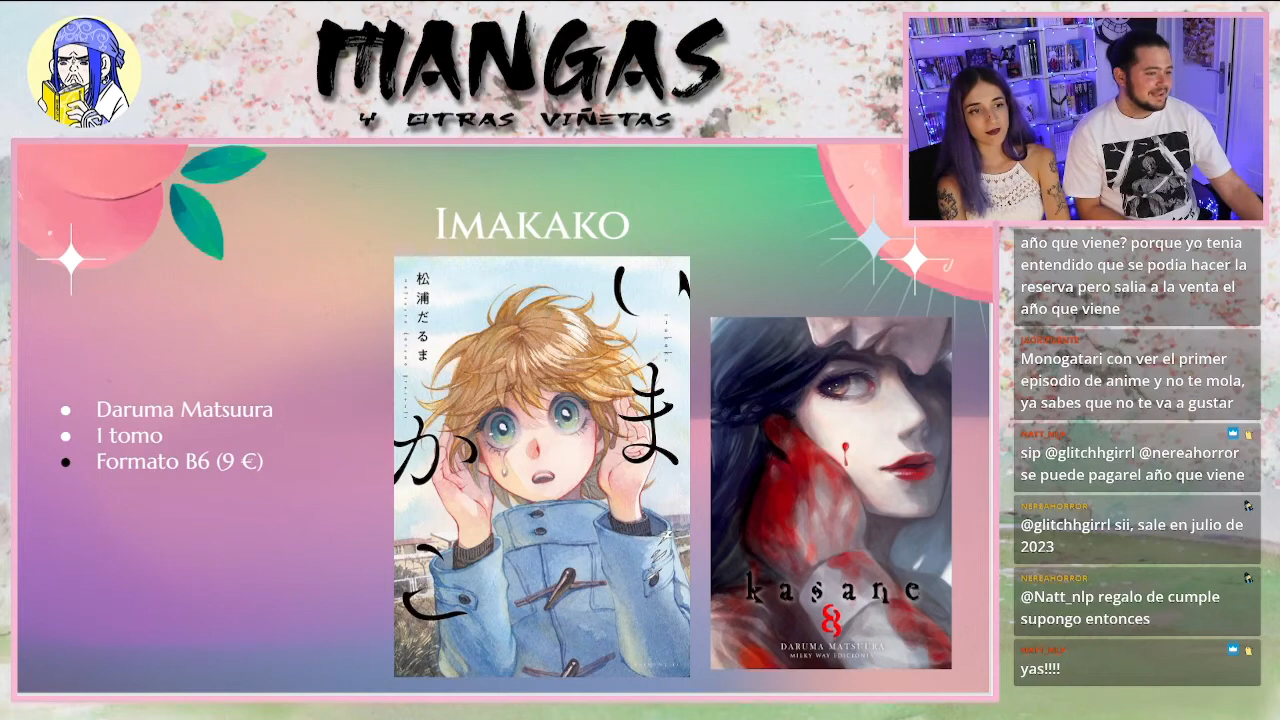 MANGAS
Y OTRAS VIÑETAS
Imakako
Daruma Matsuura
1 tomo
Formato B6 (9 €)
松浦だるま
いまかこ
kasane
8
DARUMA MATSUURA
MILKY WAY EDICIONES
año que viene? porque yo tenia
entendido que se podia hacer la
reserva pero salia a la venta el
año que viene
Monogatari con ver el primer
episodio de anime y no te mola,
ya sabes que no te va a gustar
NATT_NLP
sip @glitchhgirrl @nereahorror
se puede pagarel año que viene
NEREAHORROR
@glitchhgirrl sii, sale en julio de
2023
NEREAHORROR
@Natt_nlp regalo de cumple
supongo entonces
NATT_NLP
yas!!!!